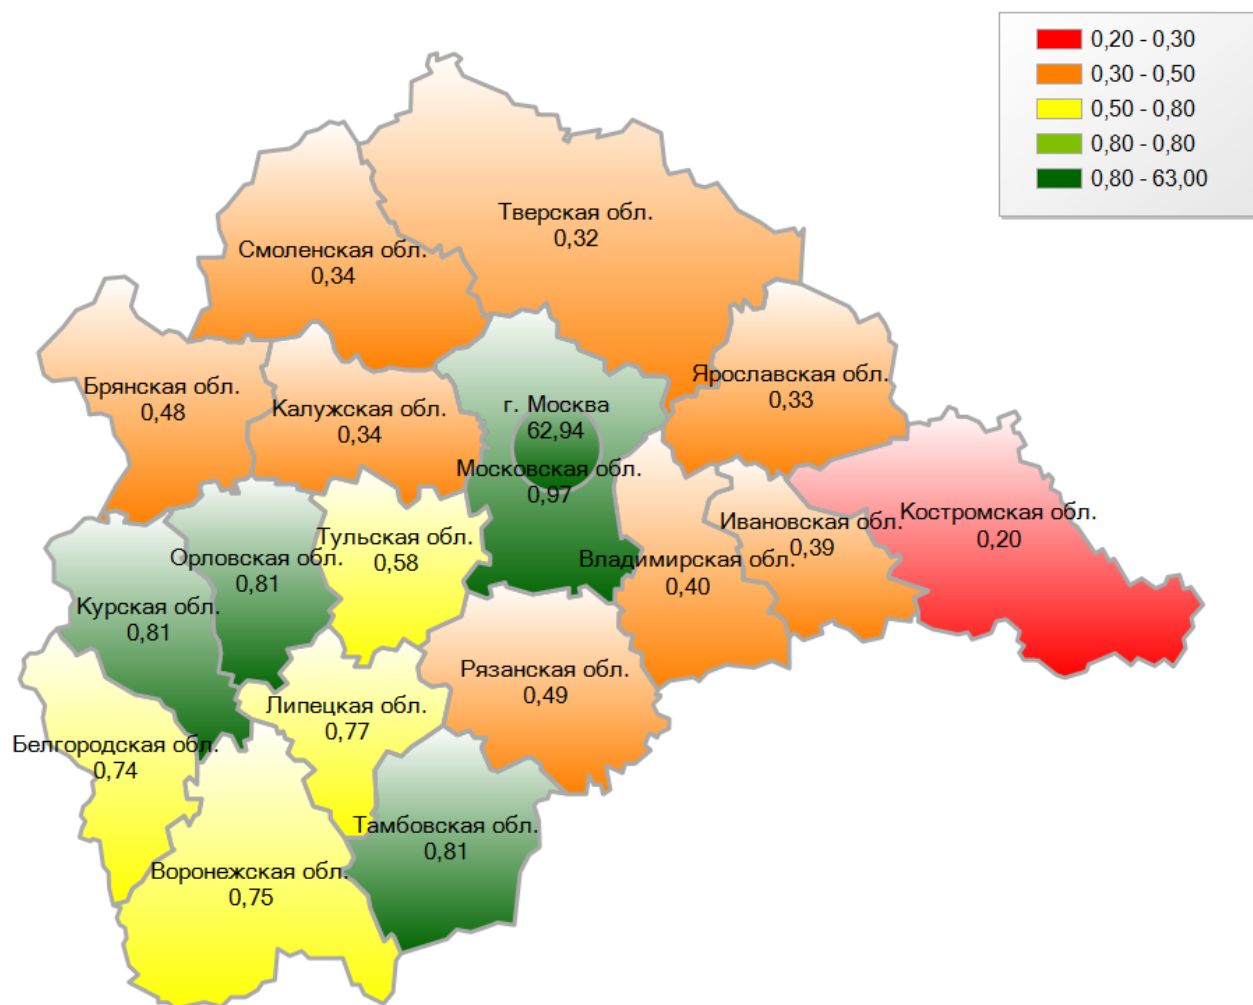 0,20 - 0,30
0,30 - 0,50
0,50 - 0,80
0,80 - 0,80
0,80 - 63,00
Тверская обл.
0,32
Смоленская обл.
0,34
Ярославская обл.
0,33
Брянская обл.
0,48
Калужская обл.
0,34
г. Москва
62,94
Московская обл.
0,97
Костромская обл.
0,20
Ивановская обл.
0,39
Владимирская обл.
0,40
Тульская обл.
0,58
Орловская обл.
0,81
Курская обл.
0,81
Рязанская обл.
0,49
Липецкая обл.
0,77
Белгородская обл.
0,74
Тамбовская обл.
0,81
Воронежская обл.
0,75